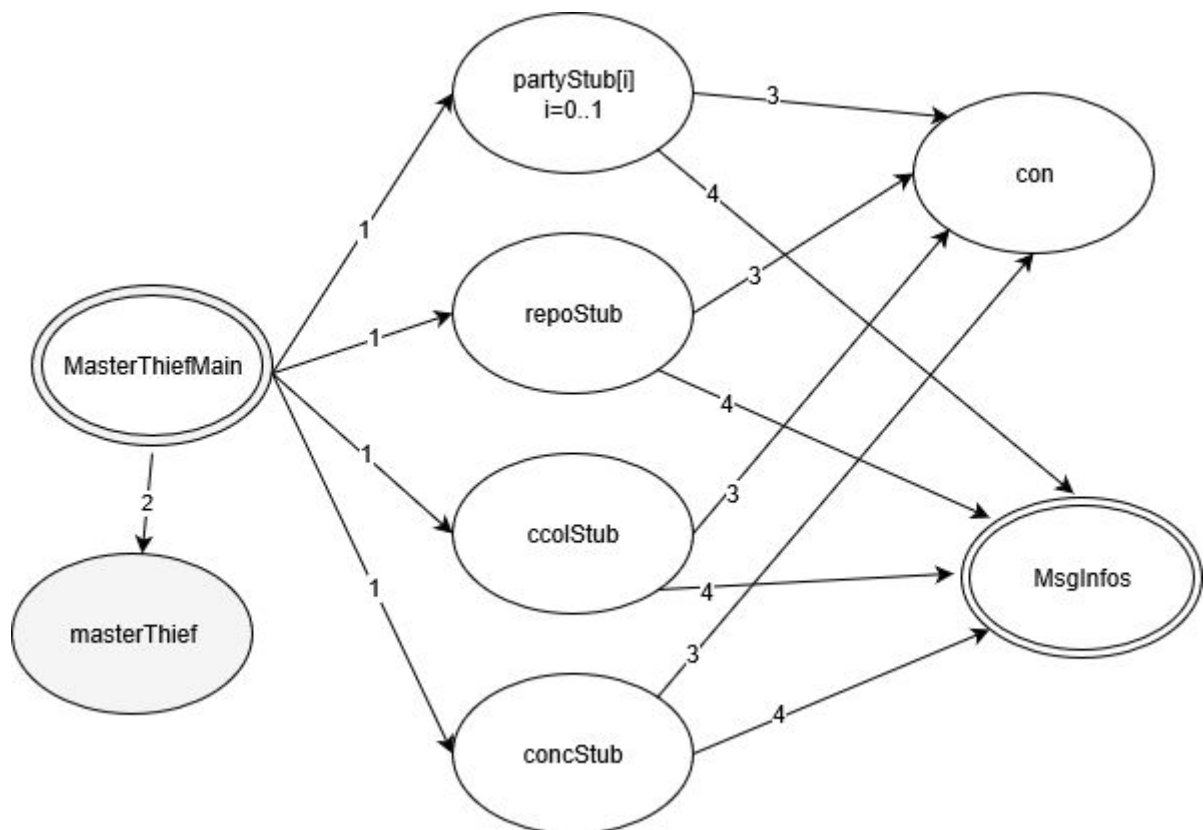 partyStub[i]
i=0..1
3
con
4
1
repoStub
3
MasterThiefMain
1
4
1
ccolStub
3
2
4
MsgInfos
1
masterThief
3
4
concStub